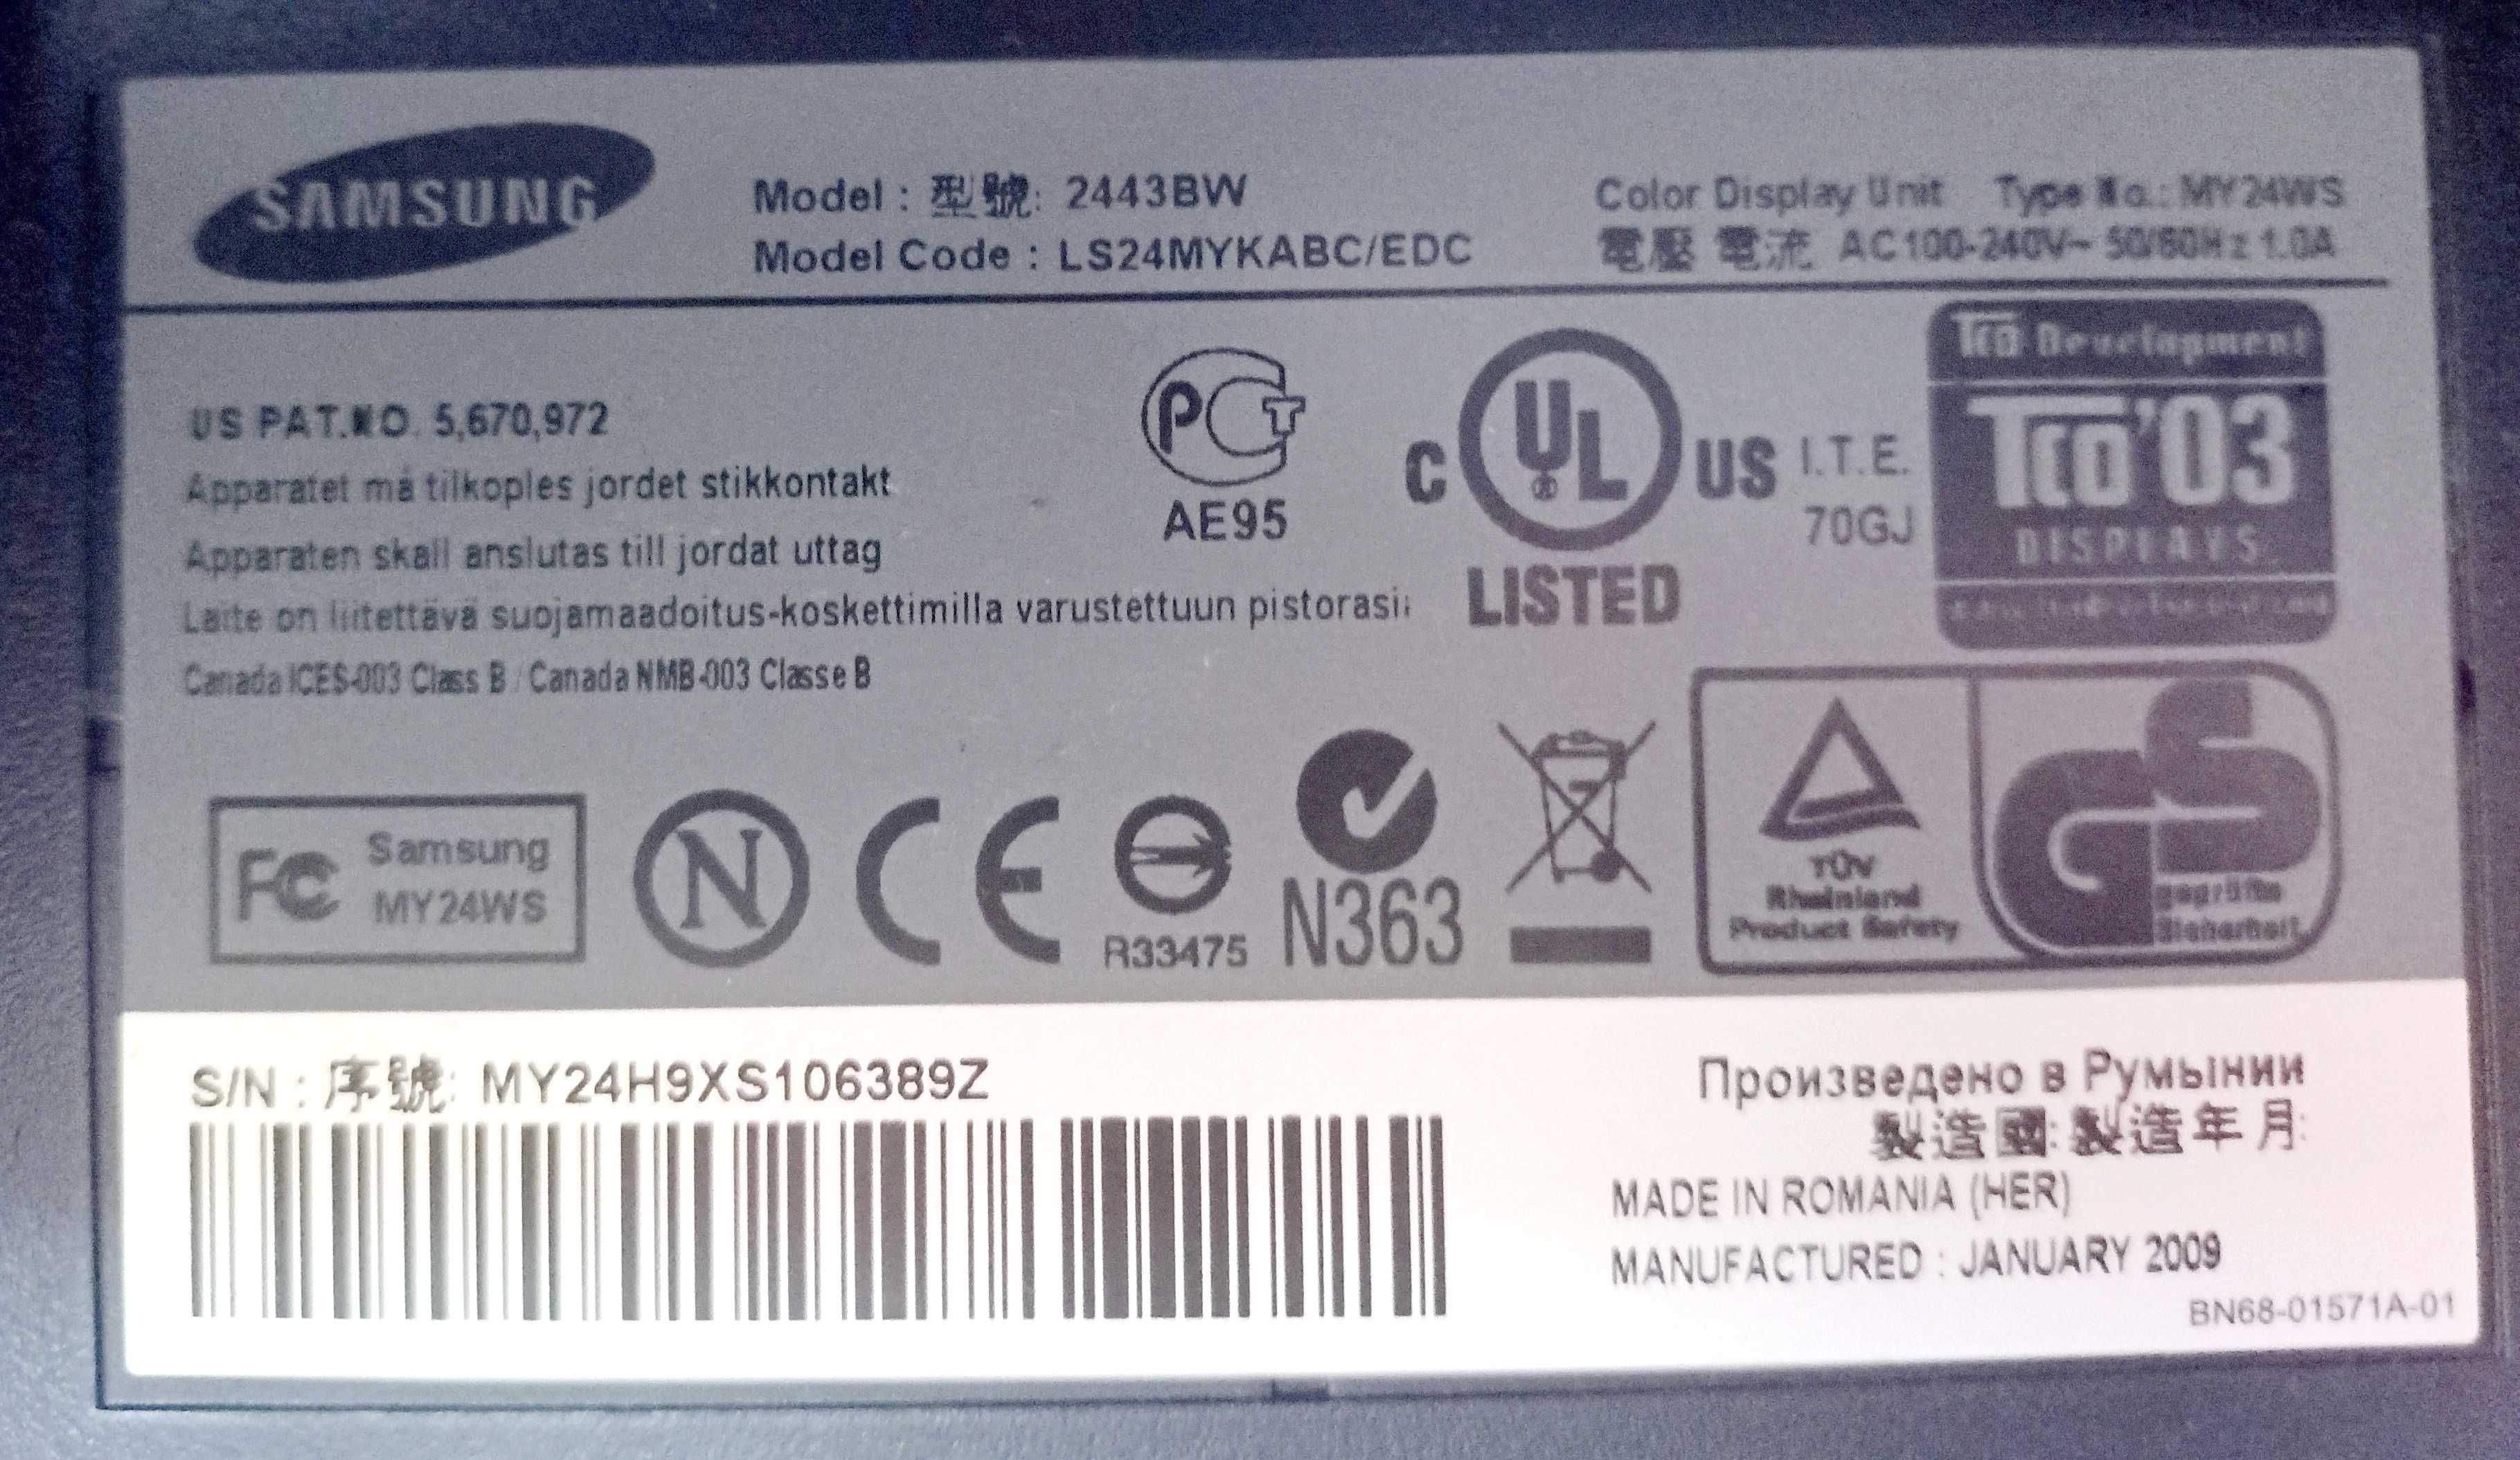 SAMSUNG
Model : 型號: 2443BW
Model Code : LS24MYKABC/EDC
Color Display Unit Type No.: MY24WS
電壓 電流 AC100-240V~ 50/60Hz 1.0A
US PAT.NO. 5,670,972
Apparatet må tilkoples jordet stikkontakt
Apparaten skall anslutas till jordat uttag
Laite on liitettävä suojamaadoitus-koskettimilla varustettuun pistorasii
Canada ICES-003 Class B / Canada NMB-003 Classe B
PCT
AE95
C UL US
®
LISTED
I.T.E.
70GJ
TCO Development
TCO'03
DISPLAYS
FC Samsung
MY24WS
N
CE
R33475
N363
TÜV
Rheinland
Product Safety
GS
geprüfte
Sicherheit
S/N : 序號: MY24H9XS106389Z
Произведено в Румынии
製造國: 製造年月:
MADE IN ROMANIA (HER)
MANUFACTURED : JANUARY 2009
BN68-01571A-01